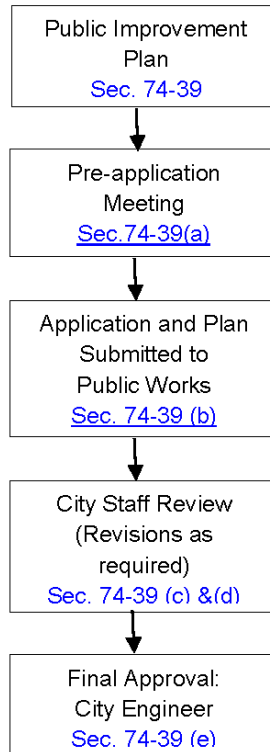 Public Improvement
Plan
Sec. 74-39
Pre-application
Meeting
Sec.74-39(a)
Application and Plan
Submitted to
Public Works
Sec. 74-39 (b)
City Staff Review
(Revisions as
required)
Sec. 74-39 (c) &(d)
Final Approval:
City Engineer
Sec. 74-39 (e)